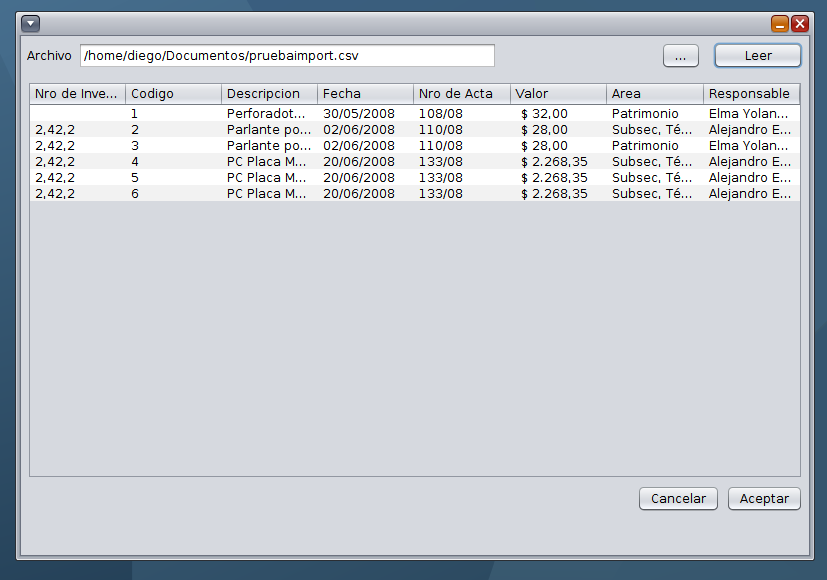 Archivo /home/diego/Documentos/pruebaimport.csv ... Leer
Nro de Inve... Codigo Descripcion Fecha Nro de Acta Valor Area Responsable
1 Perforadot... 30/05/2008 108/08 $ 32,00 Patrimonio Elma Yolan...
2,42,2 2 Parlante po... 02/06/2008 110/08 $ 28,00 Subsec, Té... Alejandro E...
2,42,2 3 Parlante po... 02/06/2008 110/08 $ 28,00 Patrimonio Elma Yolan...
2,42,2 4 PC Placa M... 20/06/2008 133/08 $ 2.268,35 Subsec, Té... Alejandro E...
2,42,2 5 PC Placa M... 20/06/2008 133/08 $ 2.268,35 Subsec, Té... Alejandro E...
2,42,2 6 PC Placa M... 20/06/2008 133/08 $ 2.268,35 Subsec, Té... Alejandro E...
Cancelar Aceptar